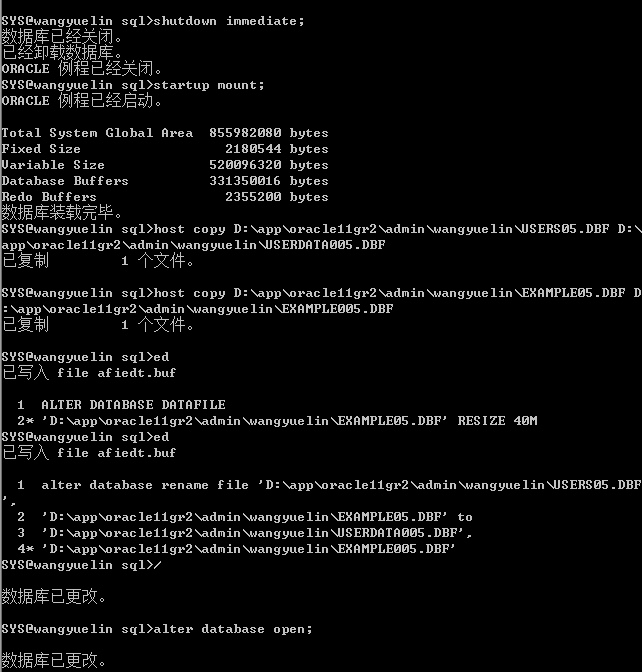 SYS@wangyuelin sql>shutdown immediate;
数据库已经关闭。
已经卸载数据库。
ORACLE 例程已经关闭。
SYS@wangyuelin sql>startup mount;
ORACLE 例程已经启动。
Total System Global Area  855982080 bytes
Fixed Size                  2180544 bytes
Variable Size             520096320 bytes
Database Buffers          331350016 bytes
Redo Buffers                2355200 bytes
数据库装载完毕。
SYS@wangyuelin sql>host copy D:\app\oracle11gr2\admin\wangyuelin\USERS05.DBF D:\
app\oracle11gr2\admin\wangyuelin\USERDATA005.DBF
已复制         1 个文件。
SYS@wangyuelin sql>host copy D:\app\oracle11gr2\admin\wangyuelin\EXAMPLE05.DBF D
:\app\oracle11gr2\admin\wangyuelin\EXAMPLE005.DBF
已复制         1 个文件。
SYS@wangyuelin sql>ed
已写入 file afiedt.buf
  1  ALTER DATABASE DATAFILE
  2* 'D:\app\oracle11gr2\admin\wangyuelin\EXAMPLE05.DBF' RESIZE 40M
SYS@wangyuelin sql>ed
已写入 file afiedt.buf
  1  alter database rename file 'D:\app\oracle11gr2\admin\wangyuelin\USERS05.DBF
',
  2  'D:\app\oracle11gr2\admin\wangyuelin\EXAMPLE05.DBF' to
  3  'D:\app\oracle11gr2\admin\wangyuelin\USERDATA005.DBF',
  4* 'D:\app\oracle11gr2\admin\wangyuelin\EXAMPLE005.DBF'
SYS@wangyuelin sql>/
数据库已更改。
SYS@wangyuelin sql>alter database open;
数据库已更改。